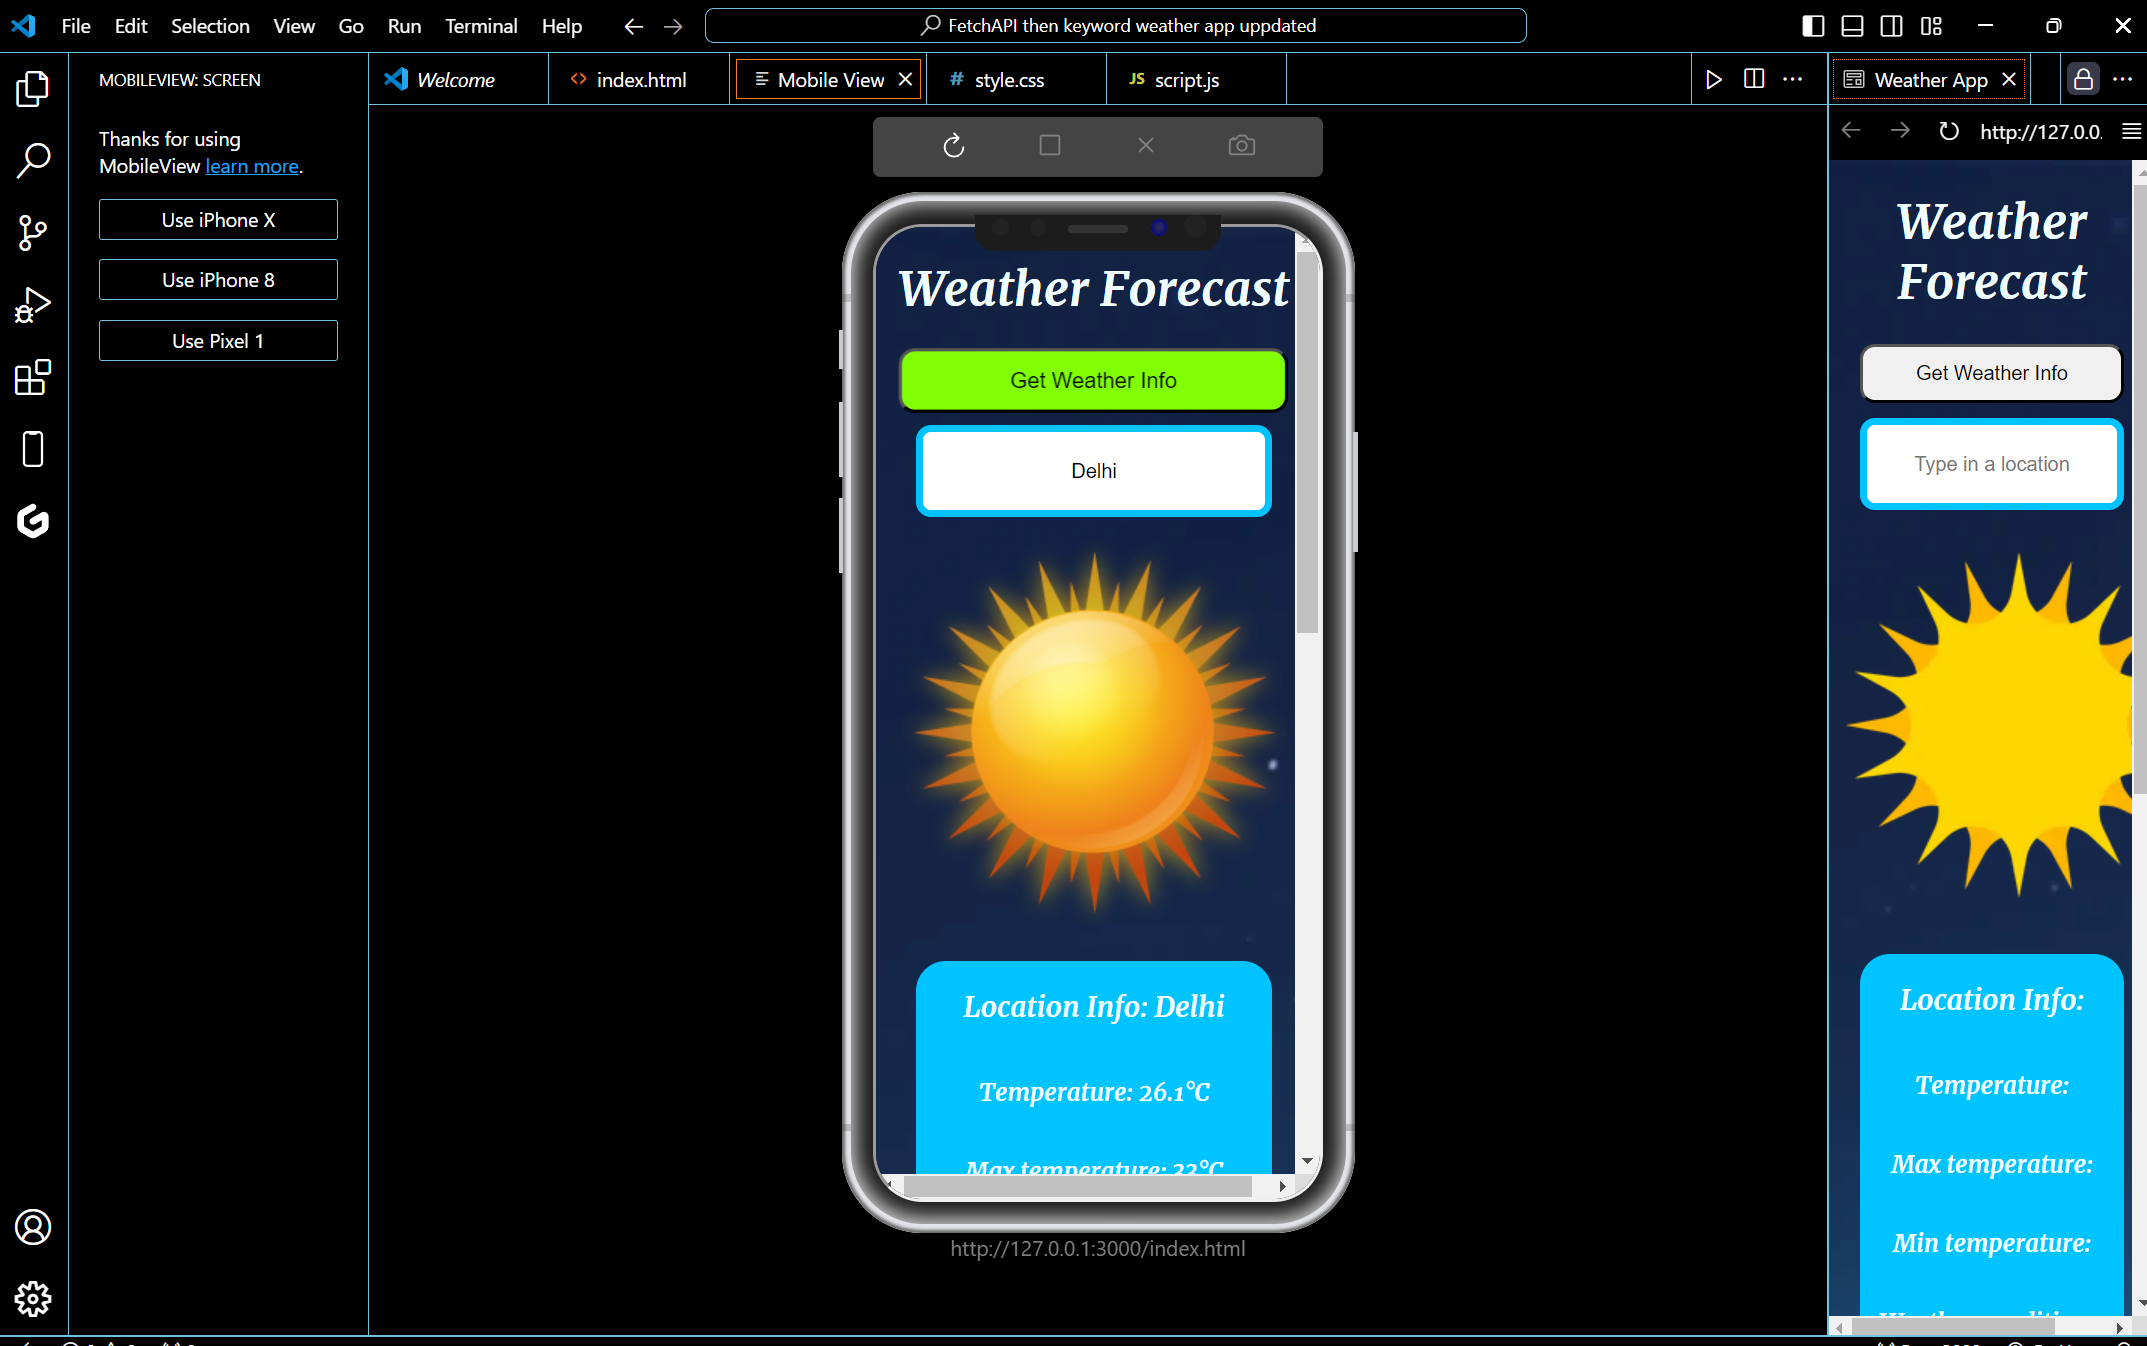 File Edit Selection View Go Run Terminal Help
FetchAPI then keyword weather app uppdated
MOBILEVIEW: SCREEN
Thanks for using
MobileView learn more.
Use iPhone X
Use iPhone 8
Use Pixel 1
Welcome
index.html
Mobile View
style.css
JS script.js
Weather Forecast
Get Weather Info
Delhi
Location Info: Delhi
Temperature: 26.1°C
Max temperature: 33°C
http://127.0.0.1:3000/index.html
Weather App
http://127.0.0.
Weather
Forecast
Get Weather Info
Type in a location
Location Info:
Temperature:
Max temperature:
Min temperature: